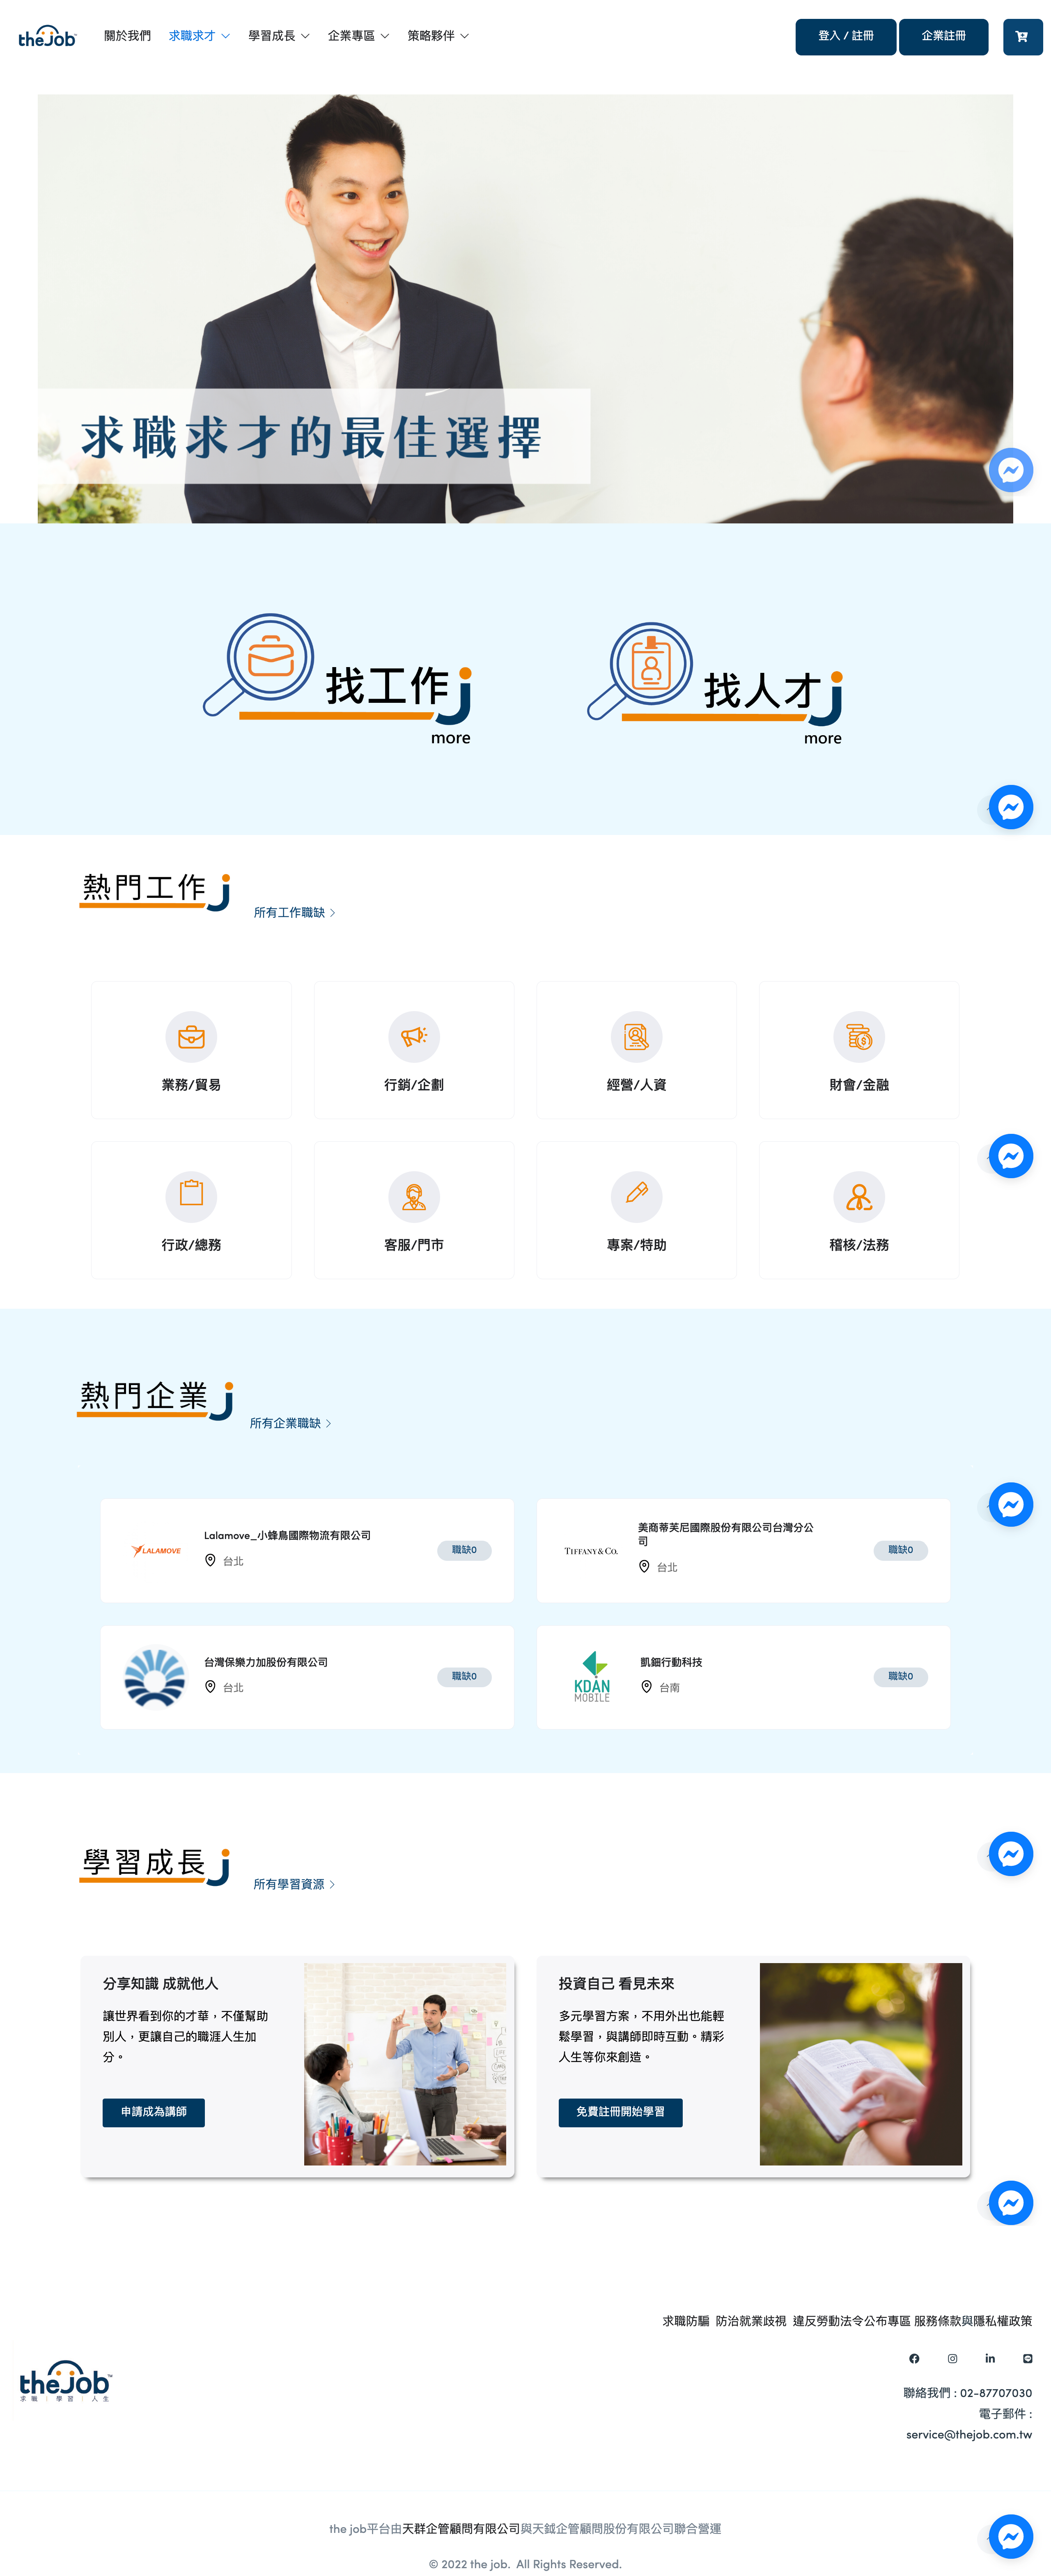 theJob
關於我們
求職求才
學習成長
企業專區
策略夥伴
登入 / 註冊
企業註冊
求職求才的最佳選擇
找工作
more
找人才
more
熱門工作
所有工作職缺
業務/貿易
行銷/企劃
經營/人資
財會/金融
行政/總務
客服/門市
專案/特助
稽核/法務
熱門企業
所有企業職缺
LALAMOVE
Lalamove_小蜂鳥國際物流有限公司
台北
職缺0
TIFFANY & CO.
美商蒂芙尼國際股份有限公司台灣分公
司
台北
職缺0
台灣保樂力加股份有限公司
台北
職缺0
KDAN
MOBILE
凱鈿行動科技
台南
職缺0
學習成長
所有學習資源
分享知識 成就他人
讓世界看到你的才華，不僅幫助
別人，更讓自己的職涯人生加
分。
申請成為講師
投資自己 看見未來
多元學習方案，不用外出也能輕
鬆學習，與講師即時互動。精彩
人生等你來創造。
免費註冊開始學習
求職防騙 防治就業歧視 違反勞動法令公布專區 服務條款與隱私權政策
theJob™
求職 | 學習 | 人生
聯絡我們 : 02-87707030
電子郵件 :
service@thejob.com.tw
the job平台由天群企管顧問有限公司與天鉞企管顧問股份有限公司聯合營運
© 2022 the job. All Rights Reserved.